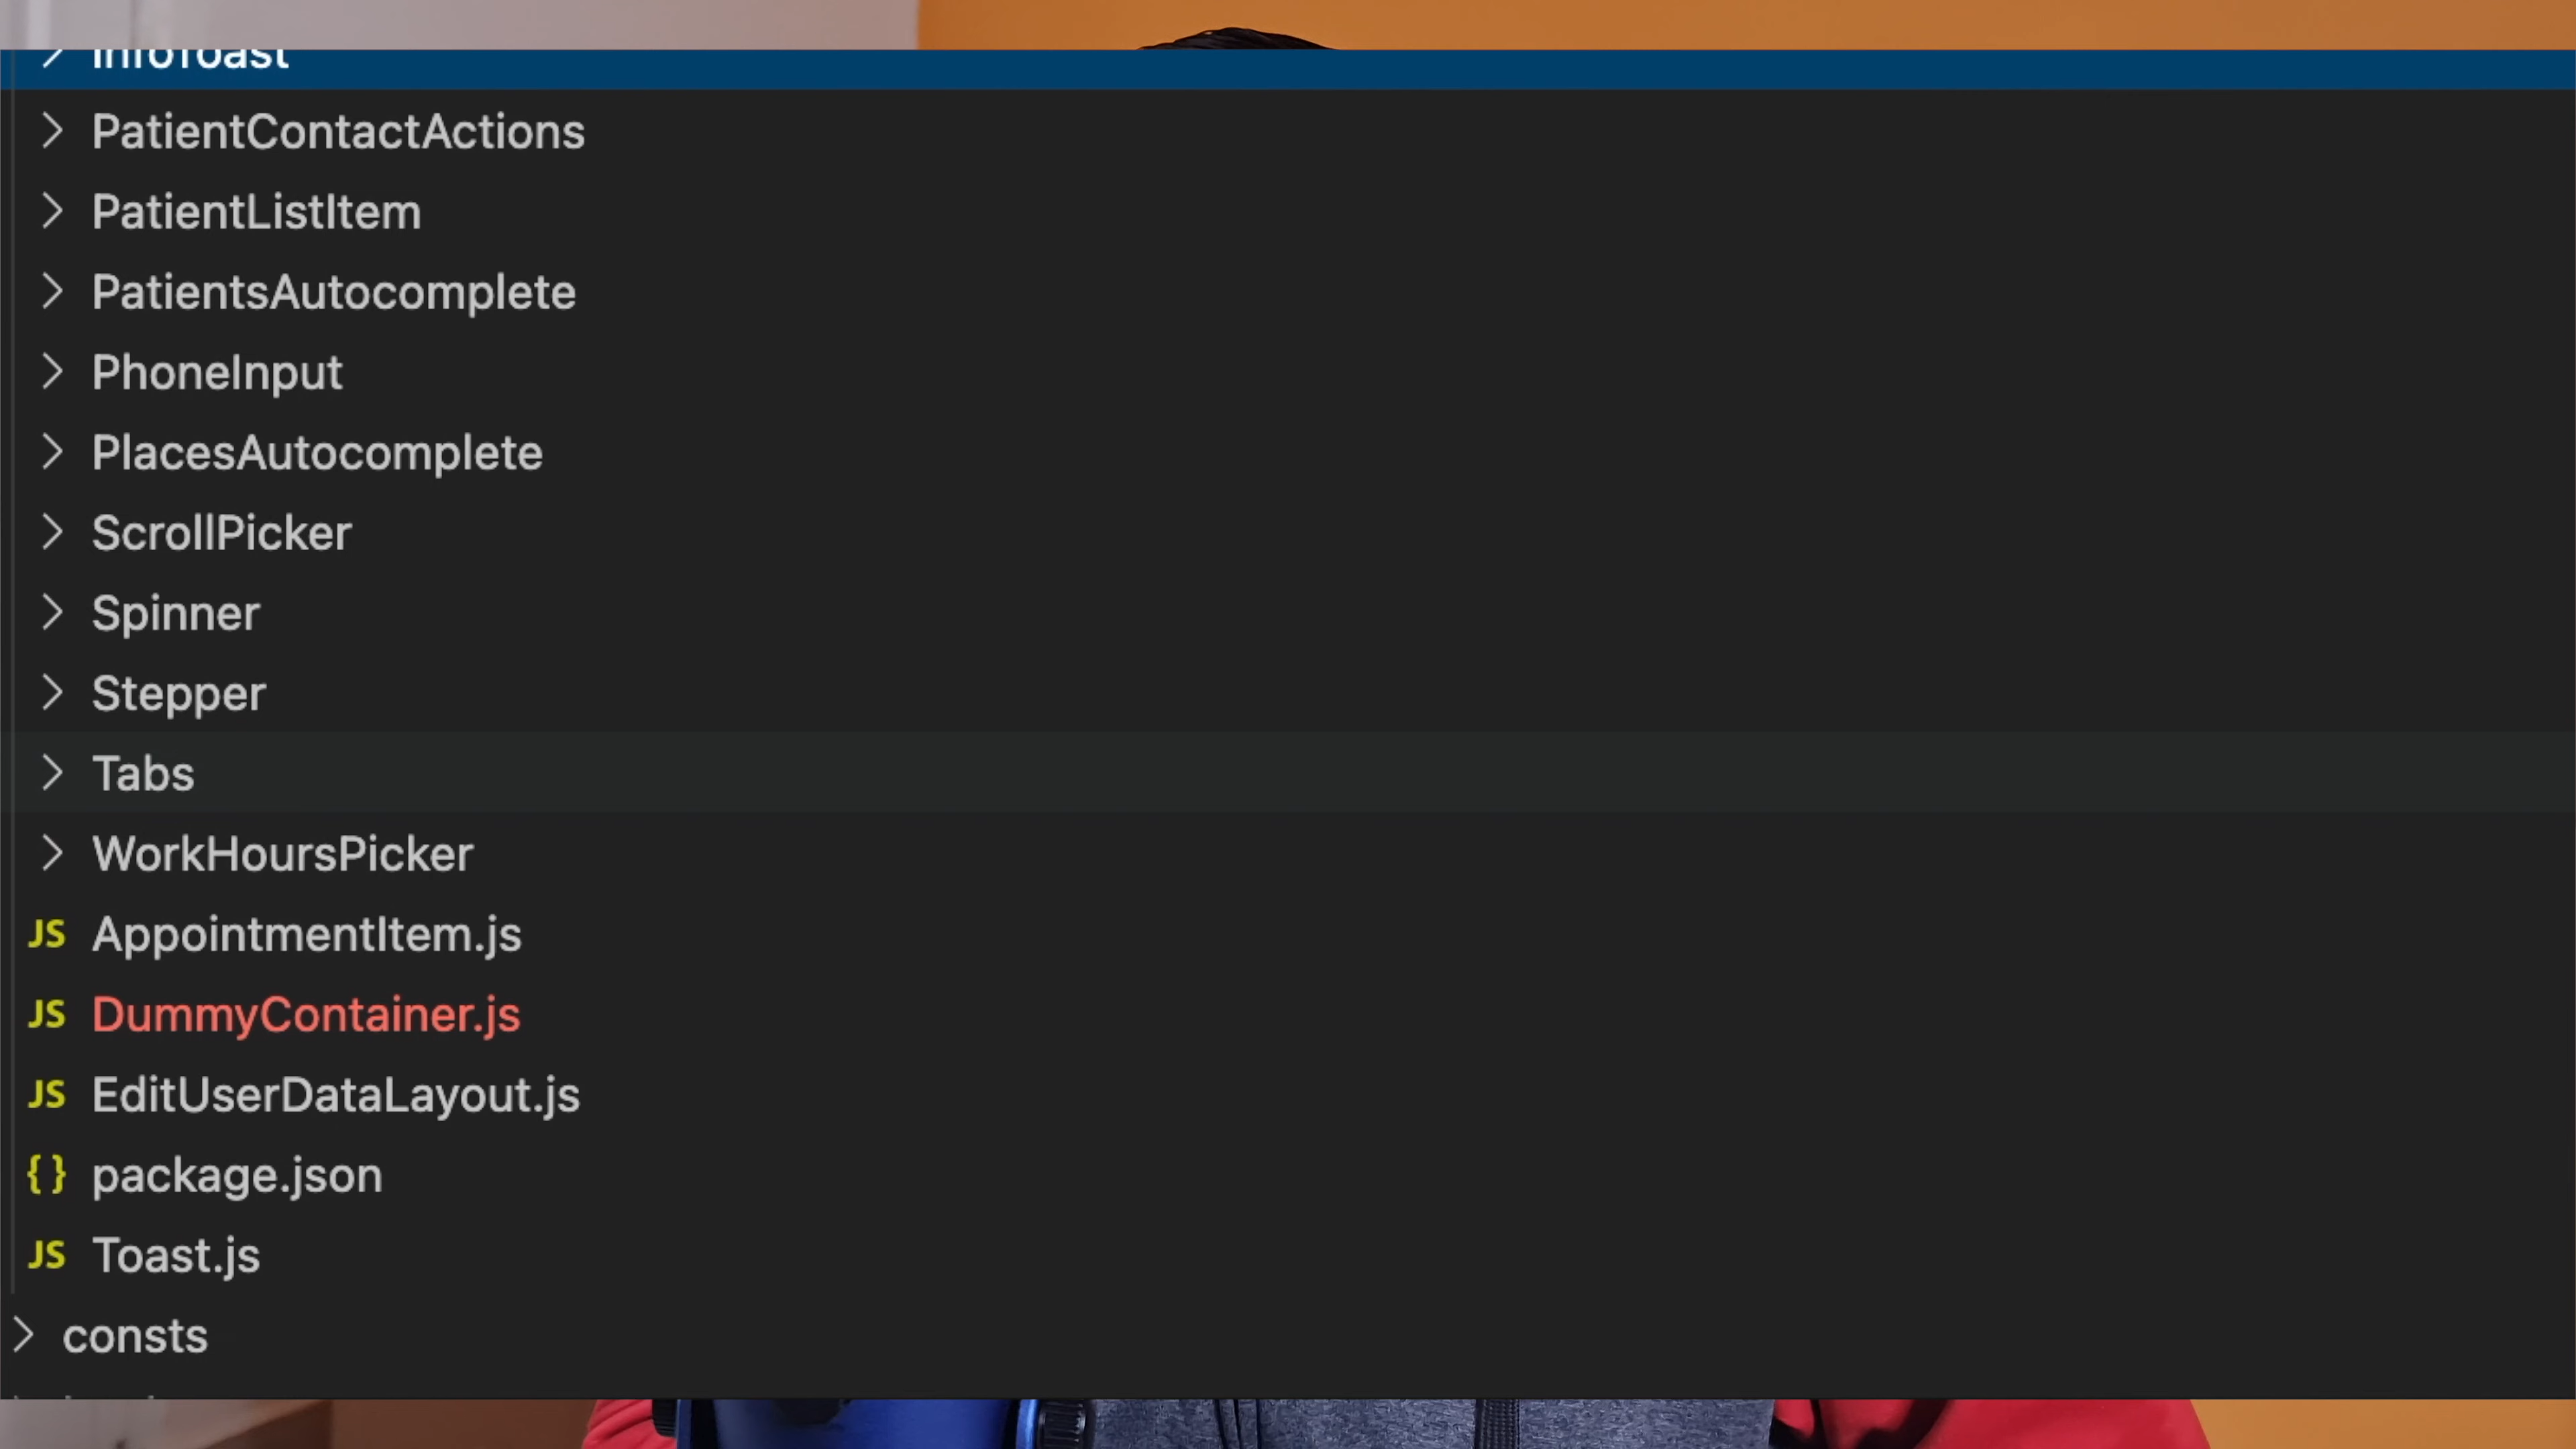 InfoToast
PatientContactActions
PatientListItem
PatientsAutocomplete
PhoneInput
PlacesAutocomplete
ScrollPicker
Spinner
Stepper
Tabs
WorkHoursPicker
JS AppointmentItem.js
JS DummyContainer.js
JS EditUserDataLayout.js
{} package.json
JS Toast.js
consts